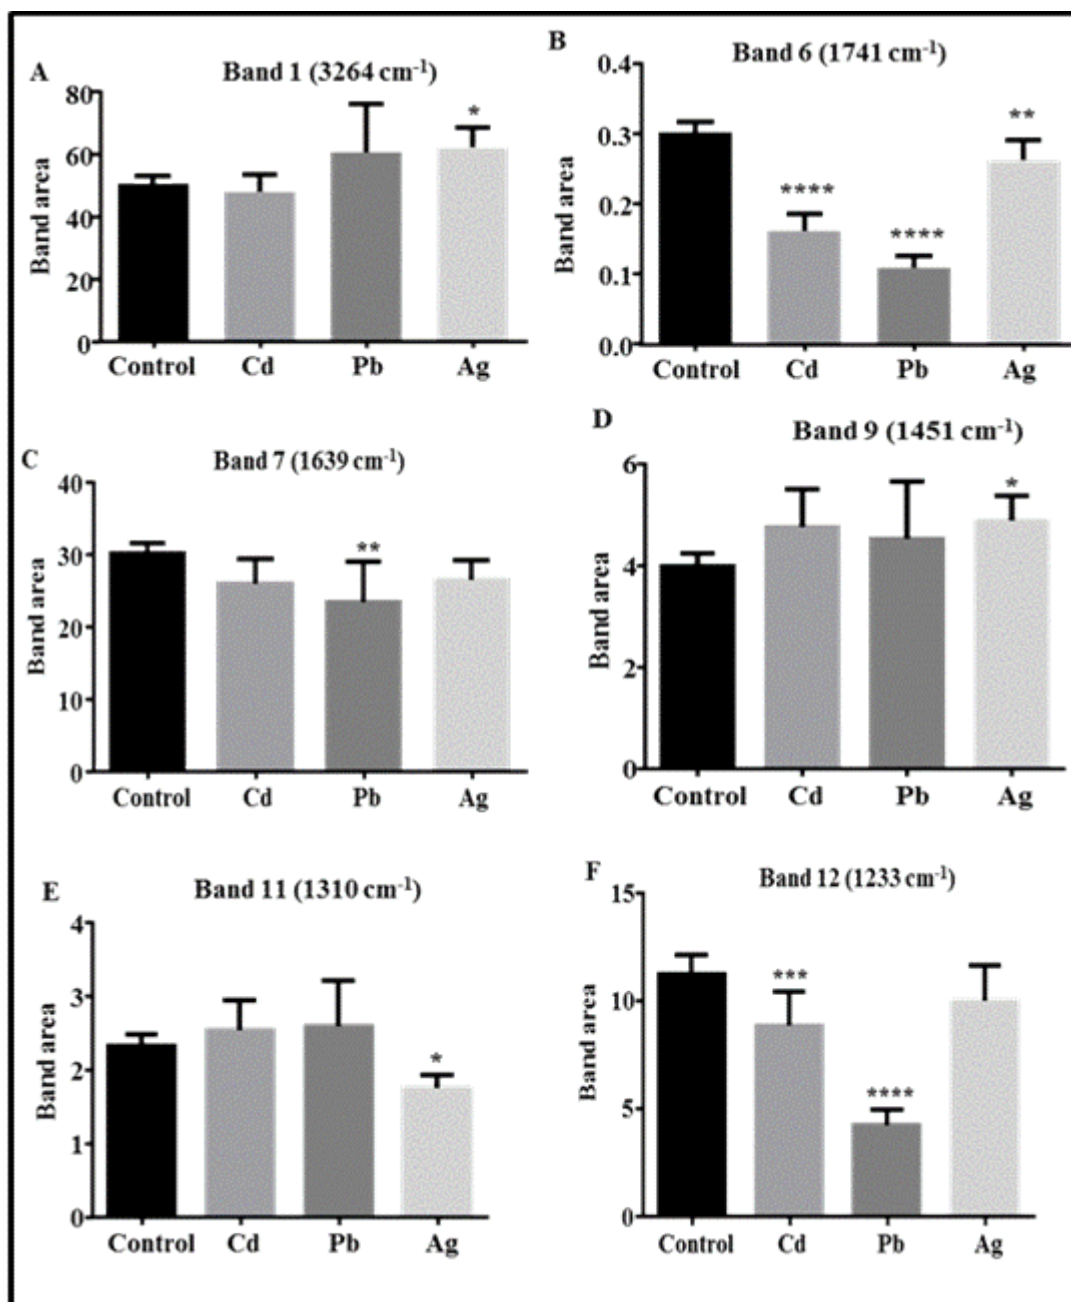 A
Band 1 (3264 cm⁻¹)
Band area
80
60
40
20
0
*
Control Cd Pb Ag
B
Band 6 (1741 cm⁻¹)
Band area
0.4
0.3
0.2
0.1
0.0
****
****
**
Control Cd Pb Ag
C
Band 7 (1639 cm⁻¹)
Band area
40
30
20
10
0
**
Control Cd Pb Ag
D
Band 9 (1451 cm⁻¹)
Band area
6
4
2
0
*
Control Cd Pb Ag
E
Band 11 (1310 cm⁻¹)
Band area
4
3
2
1
0
*
Control Cd Pb Ag
F
Band 12 (1233 cm⁻¹)
Band area
15
10
5
0
***
****
Control Cd Pb Ag